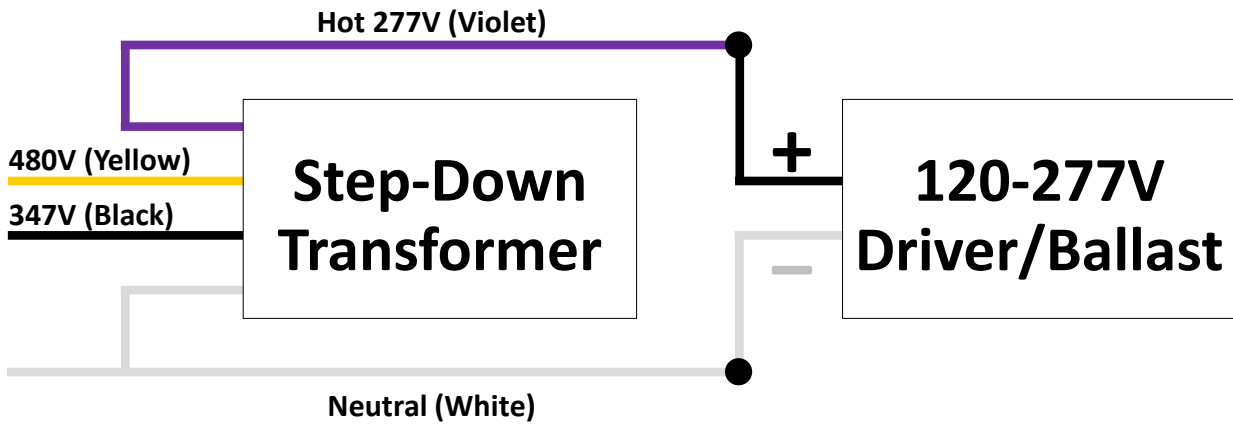 Hot 277V (Violet)
480V (Yellow)
347V (Black)
Step-Down
Transformer
+
−
120-277V
Driver/Ballast
Neutral (White)